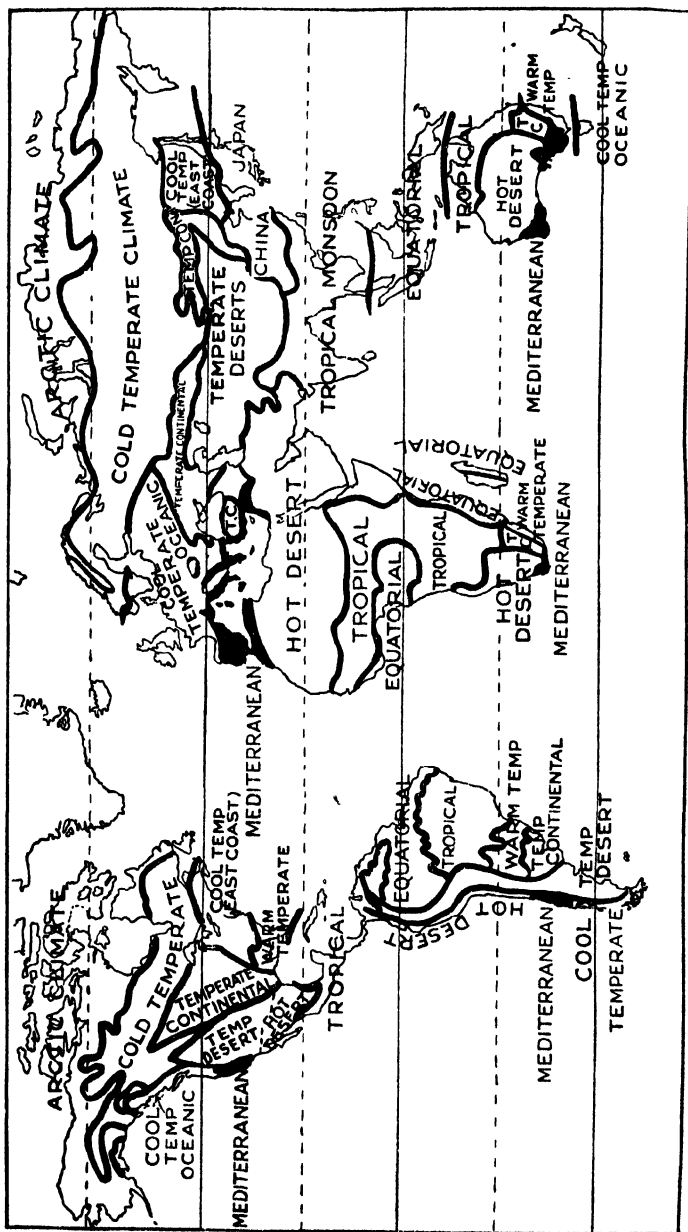 ARCTIC CLIMATE
COLD TEMPERATE
COOL
TEMP
OCEANIC
TEMPERATE
CONTINENTAL
TEMP
DESERT
HOT
DESERT
COOL TEMP
(EAST COAST)
WARM
TEMPERATE
MEDITERRANEAN
TROPICAL
EQUATORIAL
TROPICAL
HOT
DESERT
WARM TEMP
TEMP
CONTINENTAL
MEDITERRANEAN
COOL TEMP
DESERT
TEMPERATE
ARCTIC CLIMATE
COLD TEMPERATE CLIMATE
COOL
TEMPERATE
OCEANIC
TEMPERATE CONTINENTAL
TEMP CON
COOL
TEMP
(EAST
COAST
JAPAN
TEMPERATE
DESERTS
CHINA
T.C.
MEDITERRANEAN
HOT DESERT
TROPICAL MONSOON
TROPICAL
EQUATORIAL
TROPICAL
EQUATORIAL
EQUATORIAL
HOT
DESERT
T
C
WARM
TEMPERATE
MEDITERRANEAN
EQUATORIAL
TROPICAL
HOT
DESERT
T
C
WARM
TEMP
MEDITERRANEAN
COOL TEMP
OCEANIC